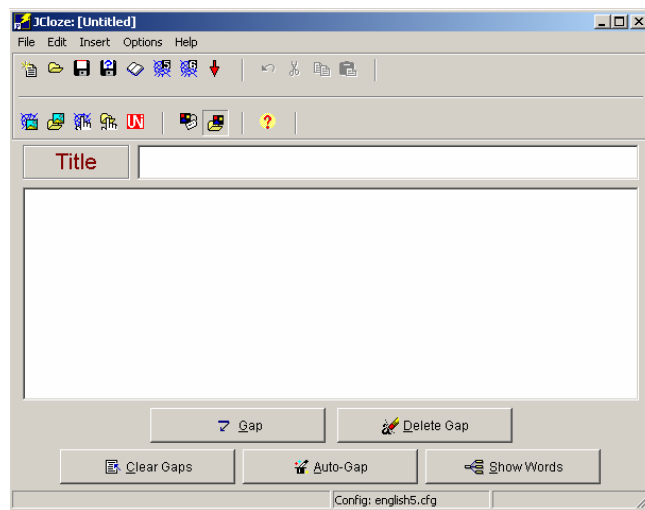 JCloze: [Untitled]
File Edit Insert Options Help
Title
Gap Delete Gap
Clear Gaps Auto-Gap Show Words
Config: english5.cfg